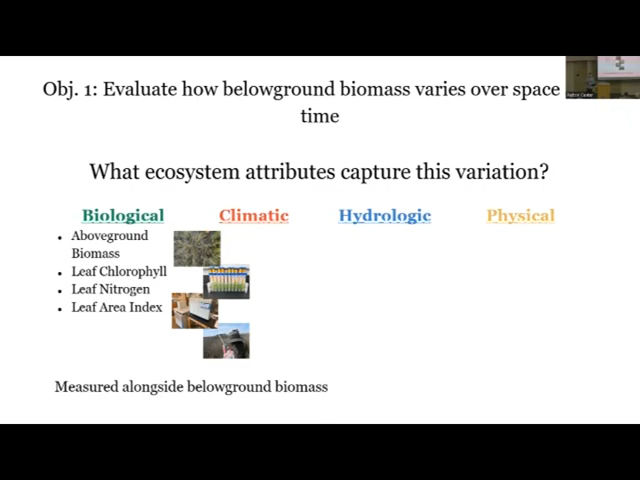 Obj. 1: Evaluate how belowground biomass varies over space
time
What ecosystem attributes capture this variation?
Biological Climatic Hydrologic Physical
• Aboveground
Biomass
• Leaf Chlorophyll
• Leaf Nitrogen
• Leaf Area Index
Measured alongside belowground biomass